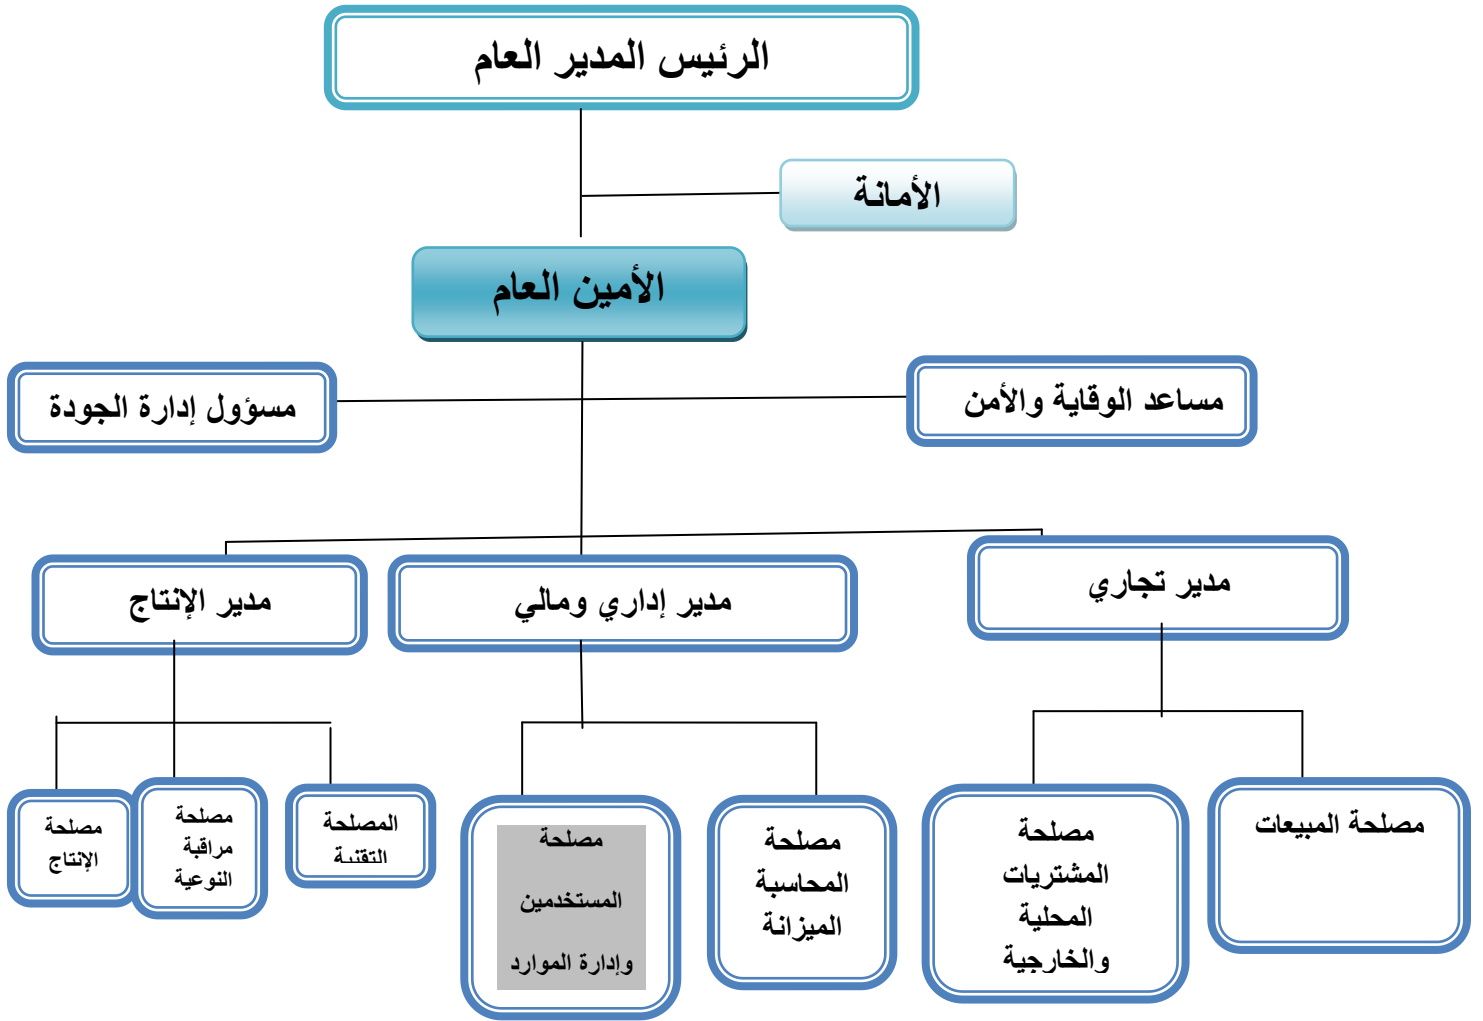 الرئيس المدير العام
الأمانة
الأمين العام
مساعد الوقاية والأمن
مسؤول إدارة الجودة
مدير تجاري
مدير إداري ومالي
مدير الإنتاج
مصلحة المبيعات
مصلحة
المشتريات
المحلية
والخارجية
مصلحة
المحاسبة
الميزانة
مصلحة
المستخدمين
وإدارة الموارد
المصلحة
التقنية
مصلحة
مراقبة
النوعية
مصلحة
الإنتاج